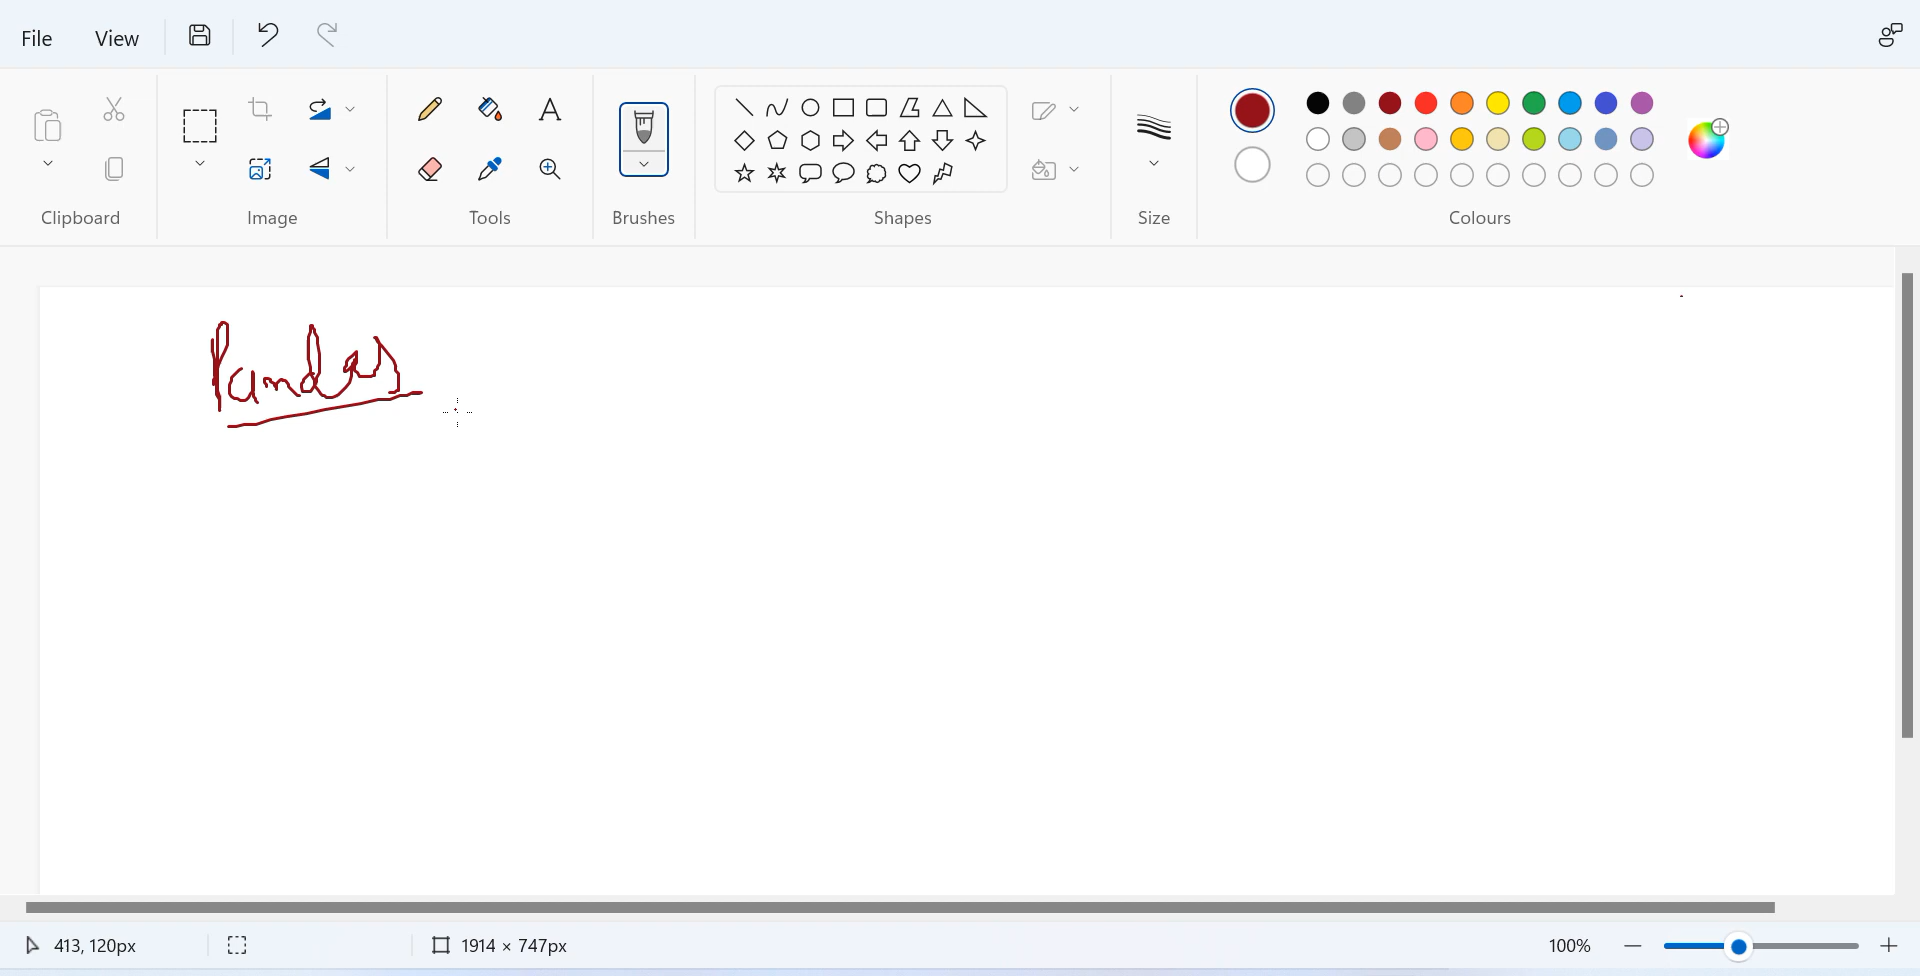 File View
Clipboard Image Tools Brushes Shapes Size Colours
Pandas
413, 120px 1914 × 747px 100%